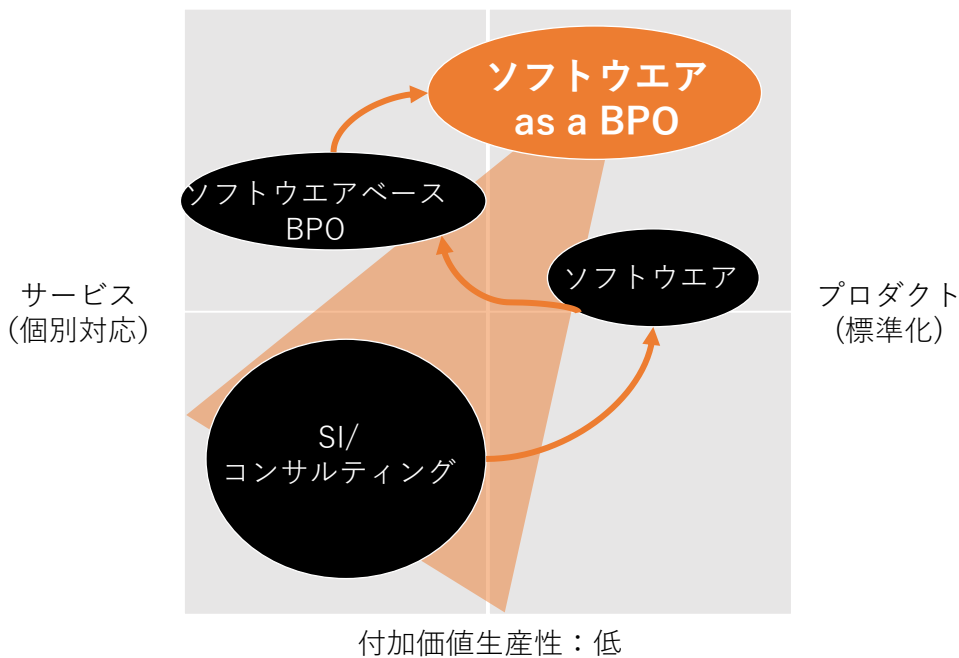 ソフトウエア
as a BPO
ソフトウエアベース
BPO
ソフトウエア
サービス
(個別対応)
プロダクト
(標準化)
SI/
コンサルティング
付加価値生産性：低